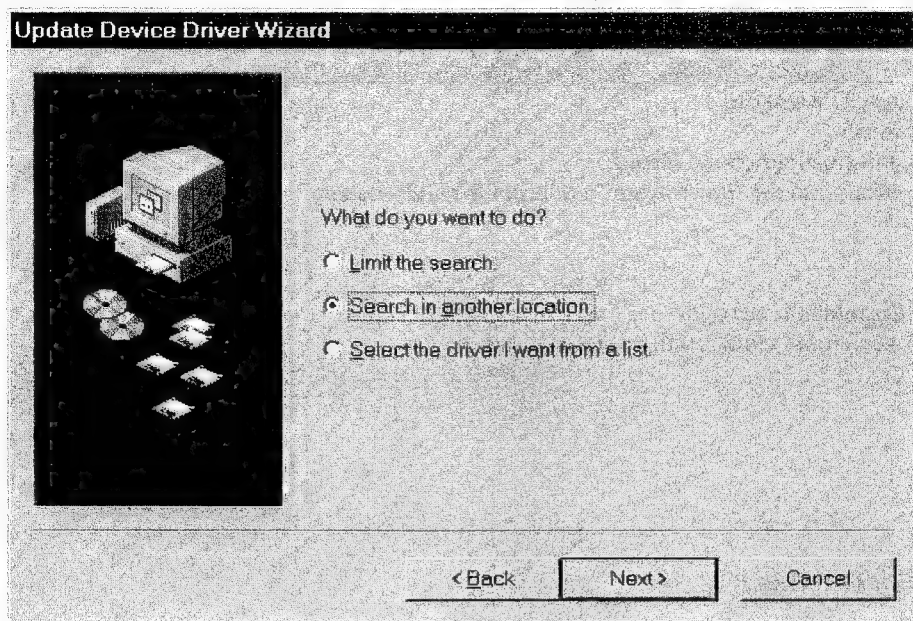 Update Device Driver Wizard
What do you want to do?
Limit the search.
Search in another location.
Select the driver I want from a list.
< Back
Next >
Cancel